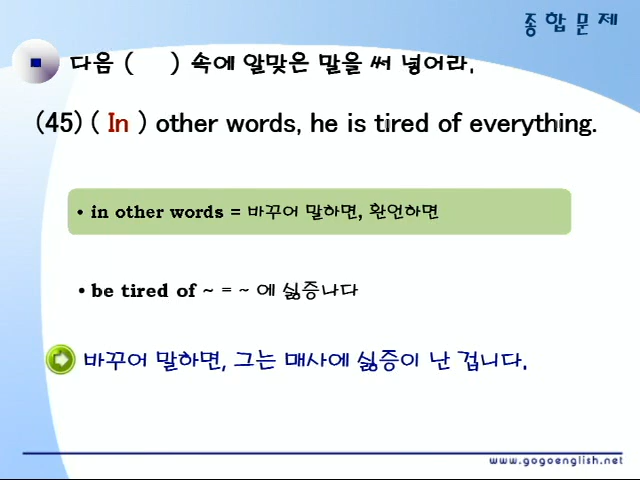 종합문제
다음 (    ) 속에 알맞은 말을 써 넣어라.
(45) ( In ) other words, he is tired of everything.
• in other words = 바꾸어 말하면, 환언하면
• be tired of ~ = ~ 에 싫증나다
바꾸어 말하면, 그는 매사에 싫증이 난 겁니다.
www.gogoenglish.net